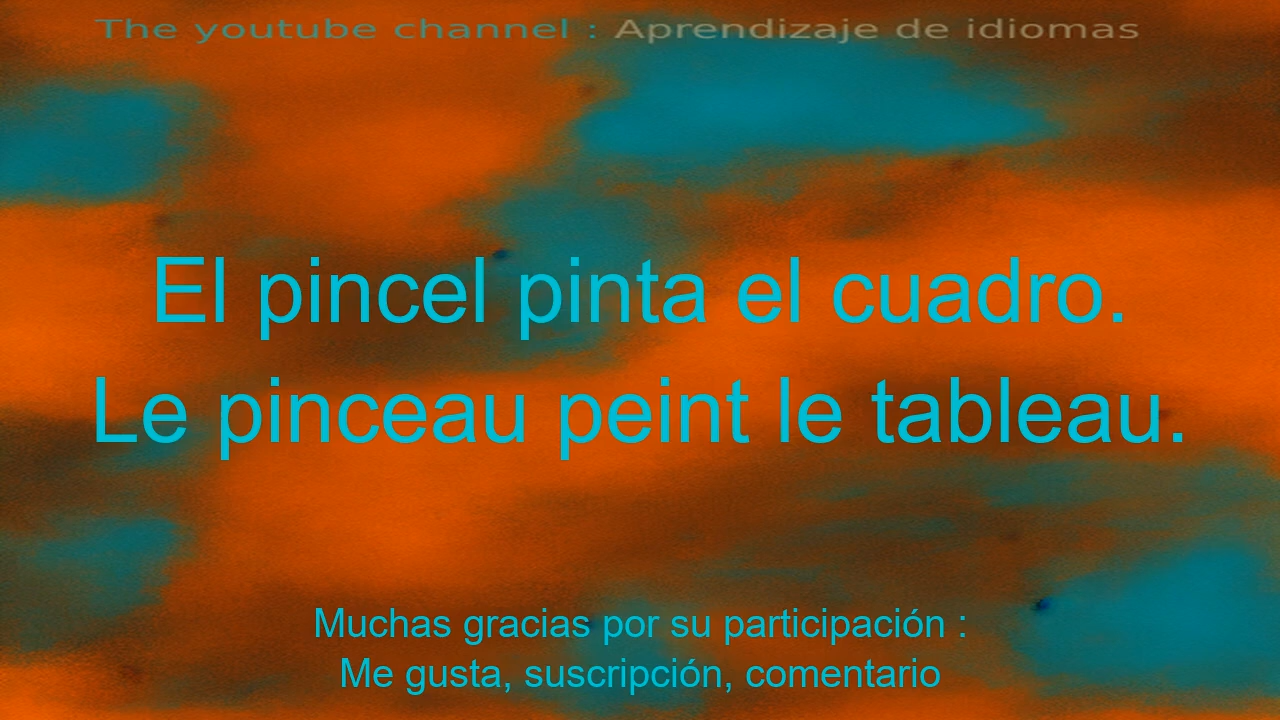 The youtube channel : Aprendizaje de idiomas
El pincel pinta el cuadro.
Le pinceau peint le tableau.
Muchas gracias por su participación :
Me gusta, suscripción, comentario